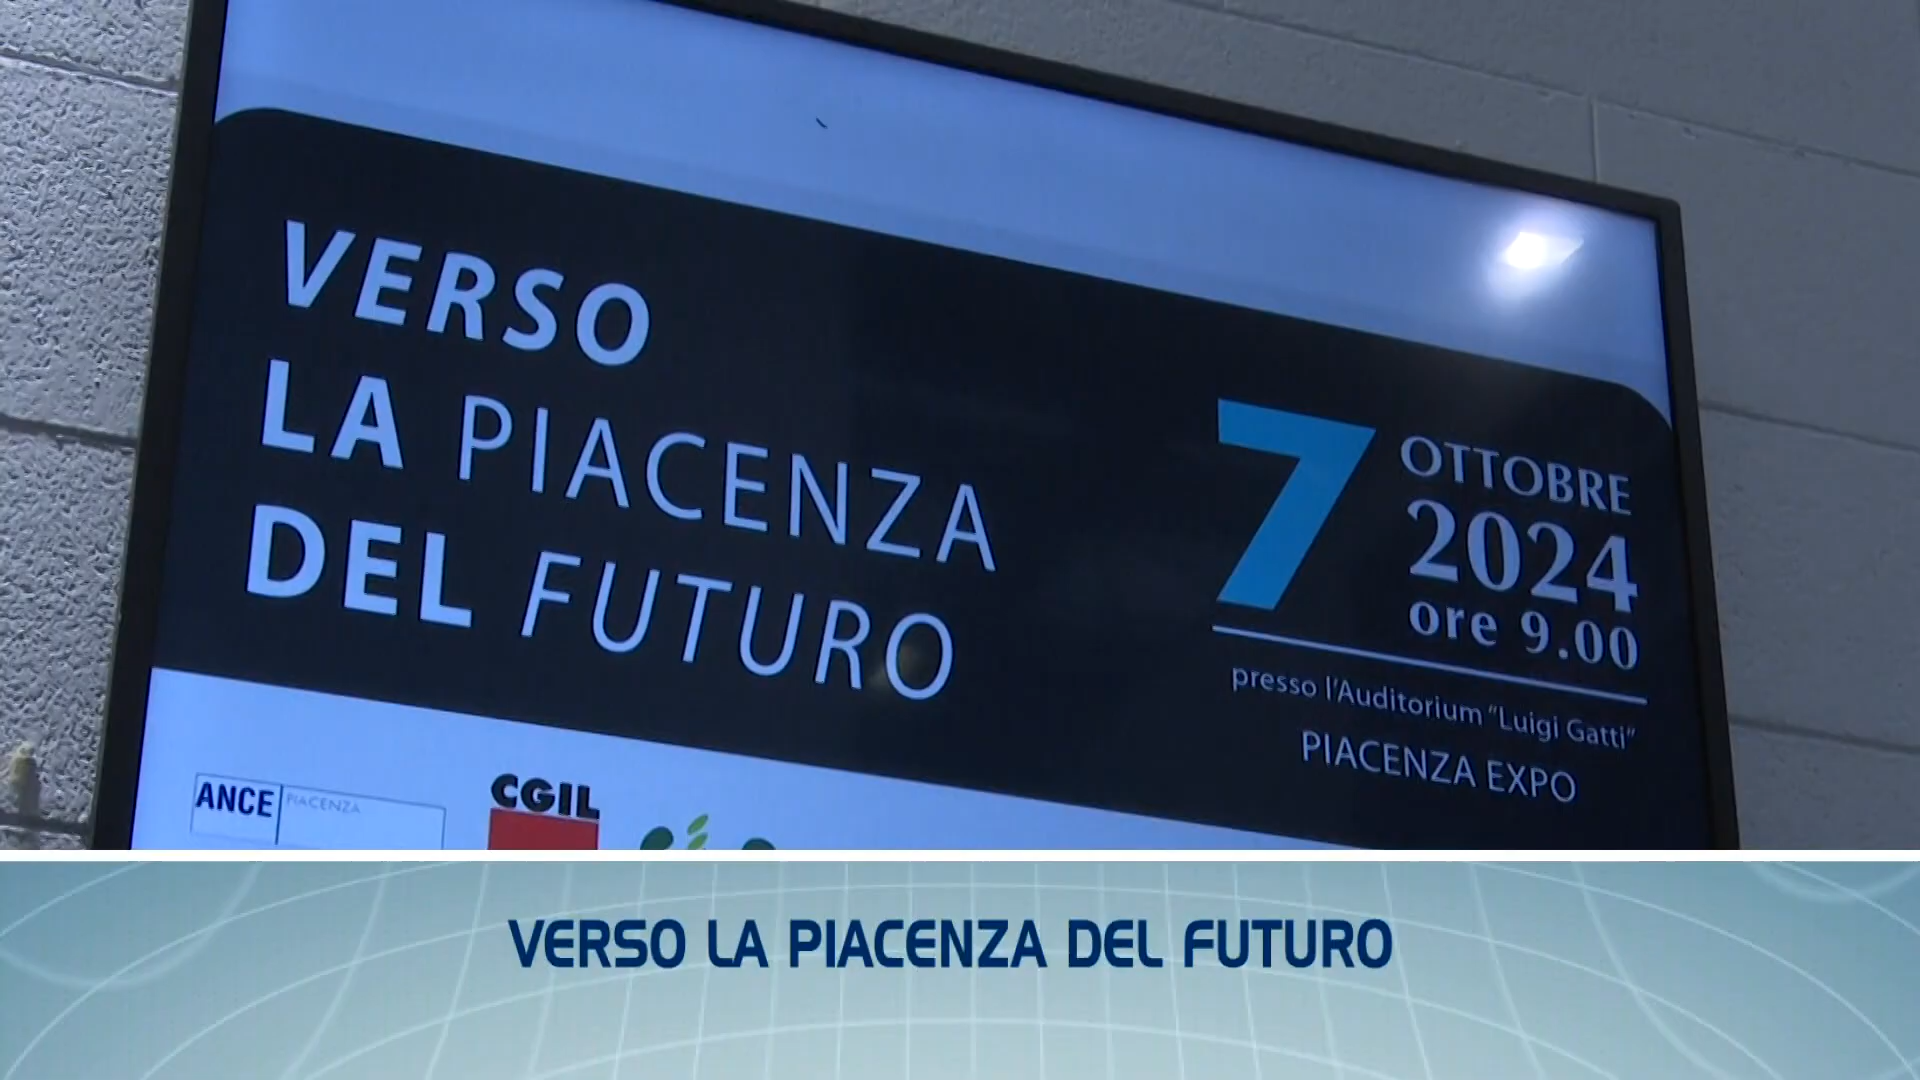 VERSO
LA PIACENZA
DEL FUTURO
7
OTTOBRE
2024
ore 9.00
presso l'Auditorium "Luigi Gatti"
PIACENZA EXPO
ANCE PIACENZA
CGIL
VERSO LA PIACENZA DEL FUTURO